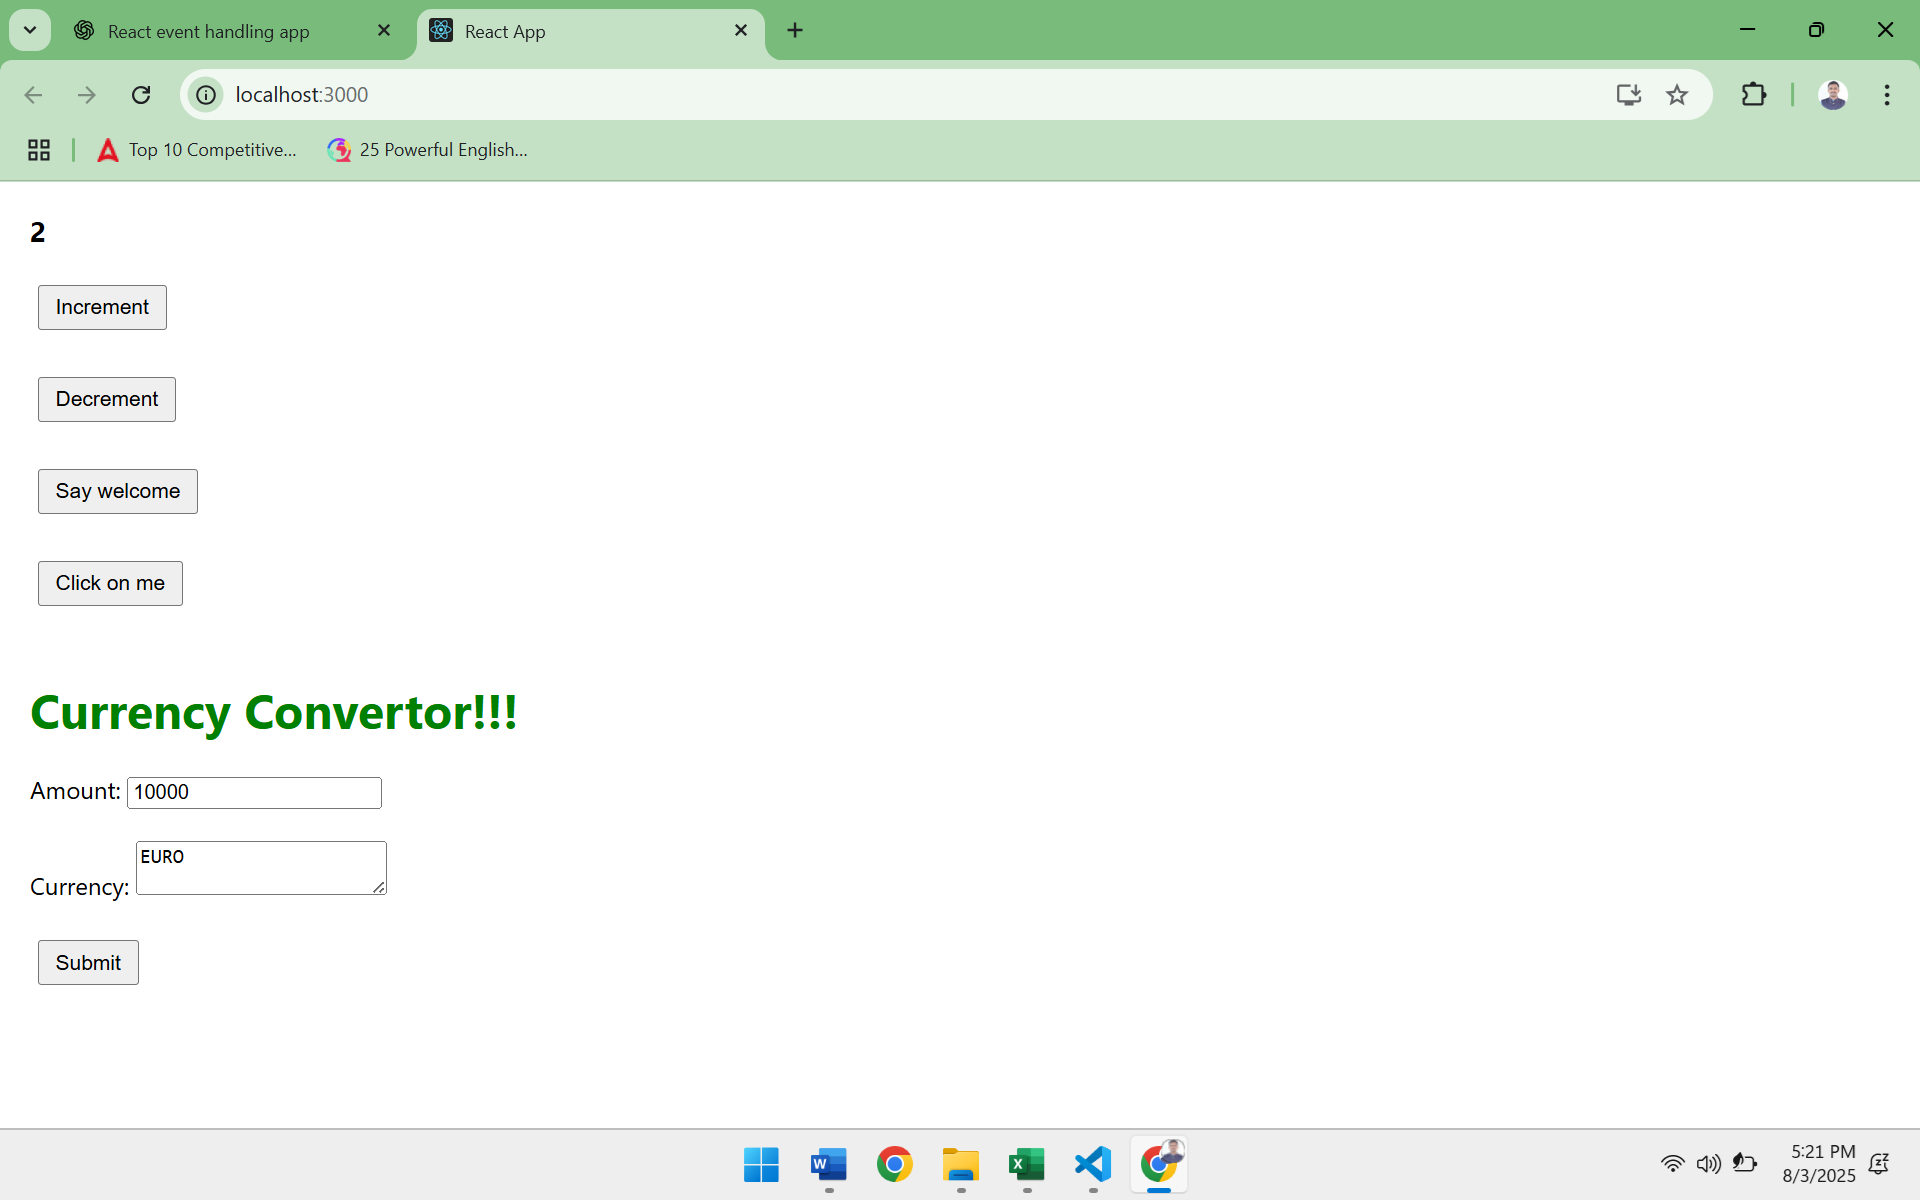 React event handling app
React App
localhost:3000
Top 10 Competitive...
25 Powerful English...
2
Increment
Decrement
Say welcome
Click on me
Currency Convertor!!!
Amount: 10000
Currency: EURO
Submit
5:21 PM
8/3/2025